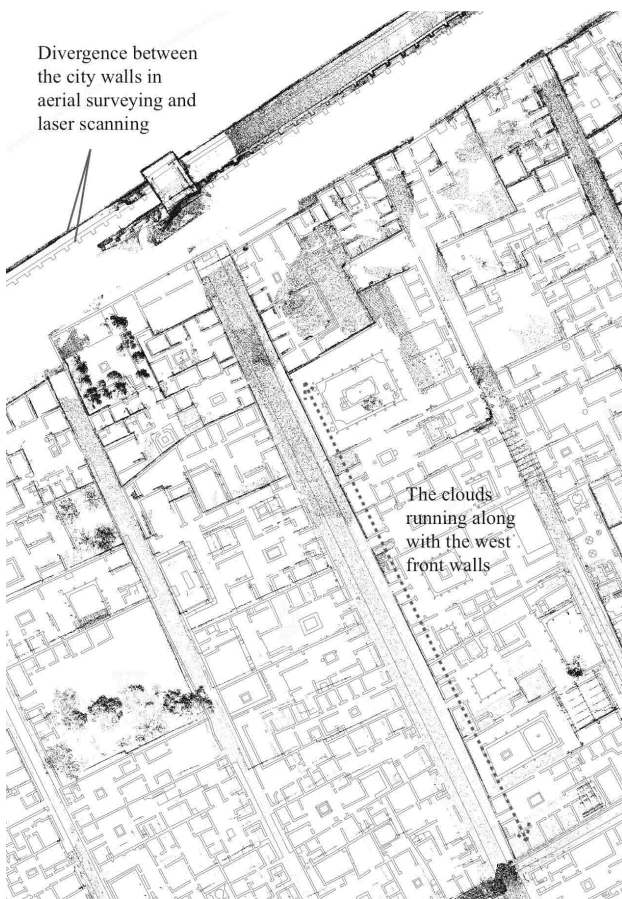 Divergence between
the city walls in
aerial surveying and
laser scanning
The clouds
running along
with the west
front walls